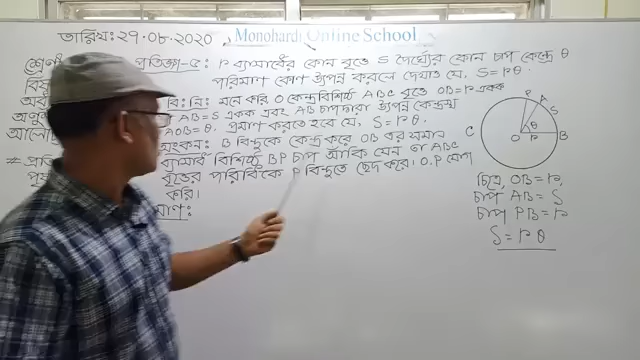 তারিখ: ২৭.০৮.২০২০
Monohardi Online School
শ্রেণী
প্রতিজ্ঞা-৫: r ব্যাসার্ধের কোন বৃত্তে S দৈর্ঘ্যের কোন চাপ কেন্দ্রে θ
পরিমাণ কোণ উৎপন্ন করলে দেখাও যে, S = rθ.
বি: নি: মনে করি O কেন্দ্রবিশিষ্ট ABC বৃত্তে OB = r একক
AB = S একক এবং AB চাপ দ্বারা উৎপন্ন কেন্দ্রস্থ
AOB = θ. প্রমাণ করতে হবে যে, S = rθ.
অংকন: B বিন্দুকে কেন্দ্র করে OB এর সমান
ব্যাসার্ধ বিশিষ্ট BP চাপ আঁকি যেন তা ABC
বৃত্তের পরিধিকে P বিন্দুতে ছেদ করে। O, P যোগ
করি।
P A S θ O r B C
চিত্রে, OB = r,
চাপ AB = S
চাপ PB = r
S = rθ